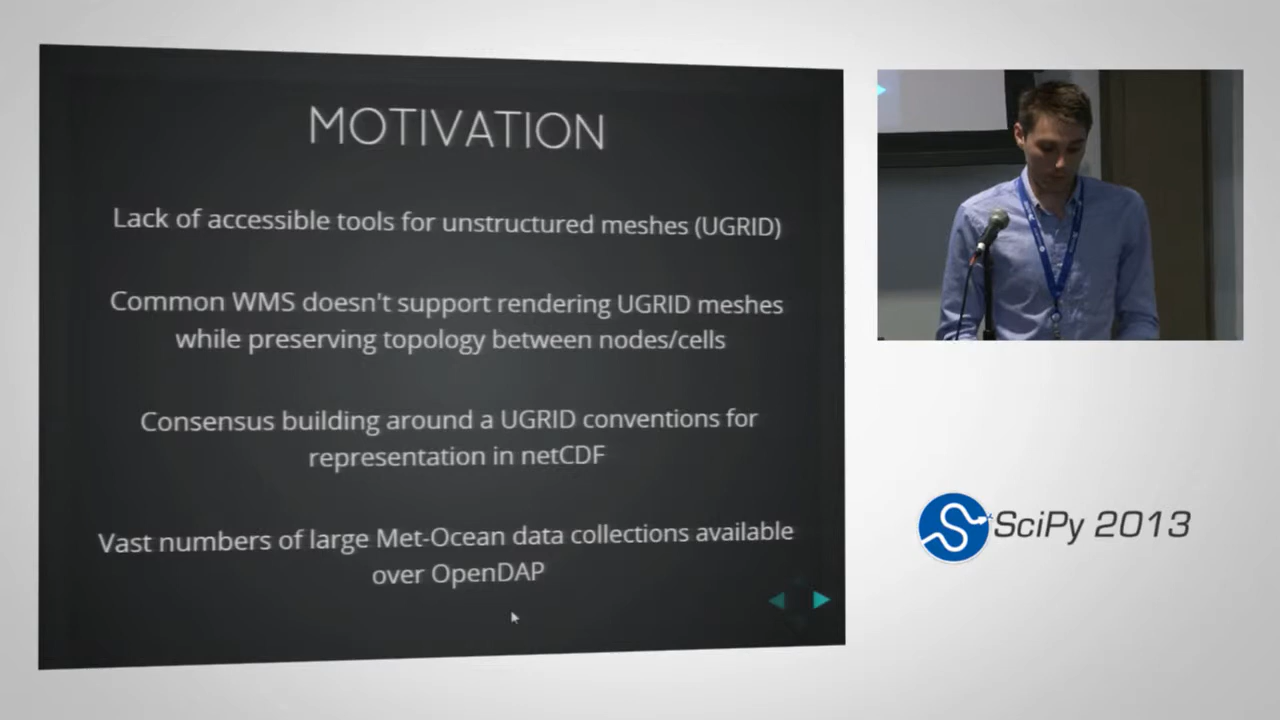 MOTIVATION
Lack of accessible tools for unstructured meshes (UGRID)
Common WMS doesn't support rendering UGRID meshes
while preserving topology between nodes/cells
Consensus building around a UGRID conventions for
representation in netCDF
Vast numbers of large Met-Ocean data collections available
over OpenDAP
SciPy 2013